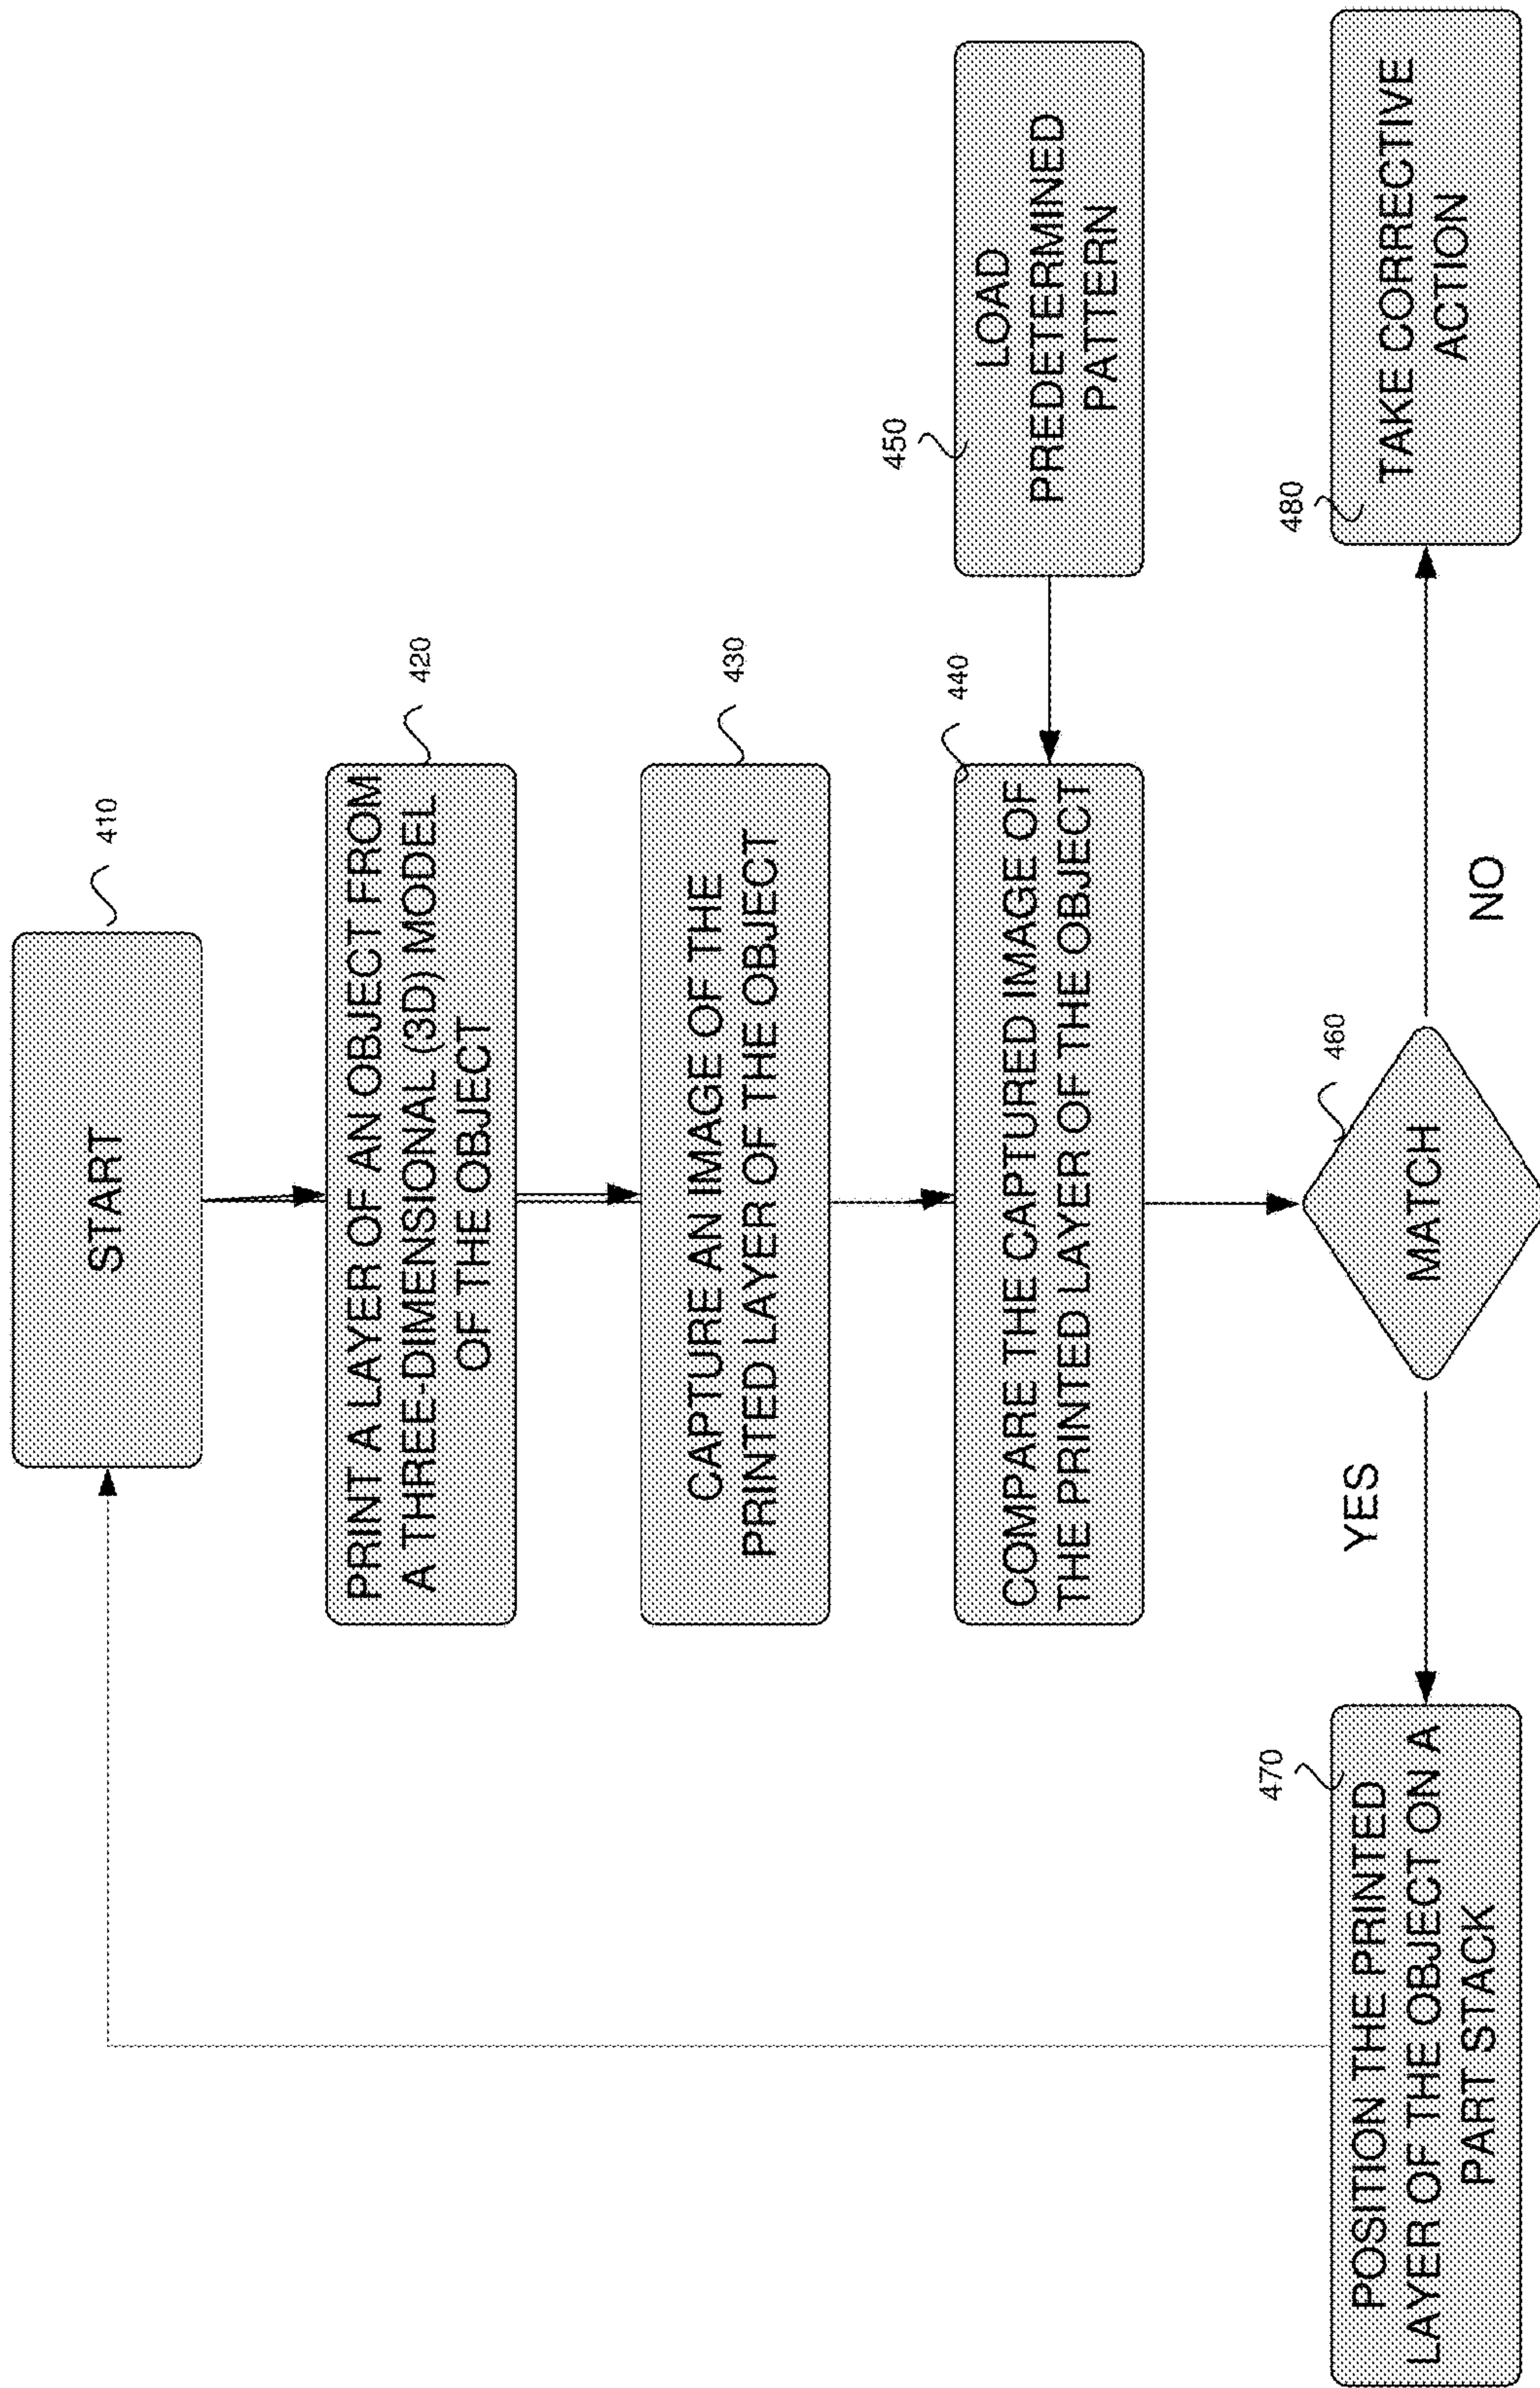 START
410
PRINT A LAYER OF AN OBJECT FROM
A THREE-DIMENSIONAL (3D) MODEL
OF THE OBJECT
420
CAPTURE AN IMAGE OF THE
PRINTED LAYER OF THE OBJECT
430
440
COMPARE THE CAPTURED IMAGE OF
THE PRINTED LAYER OF THE OBJECT
450
LOAD
PREDETERMINED
PATTERN
460
MATCH
YES
NO
470
POSITION THE PRINTED
LAYER OF THE OBJECT ON A
PART STACK
480
TAKE CORRECTIVE
ACTION